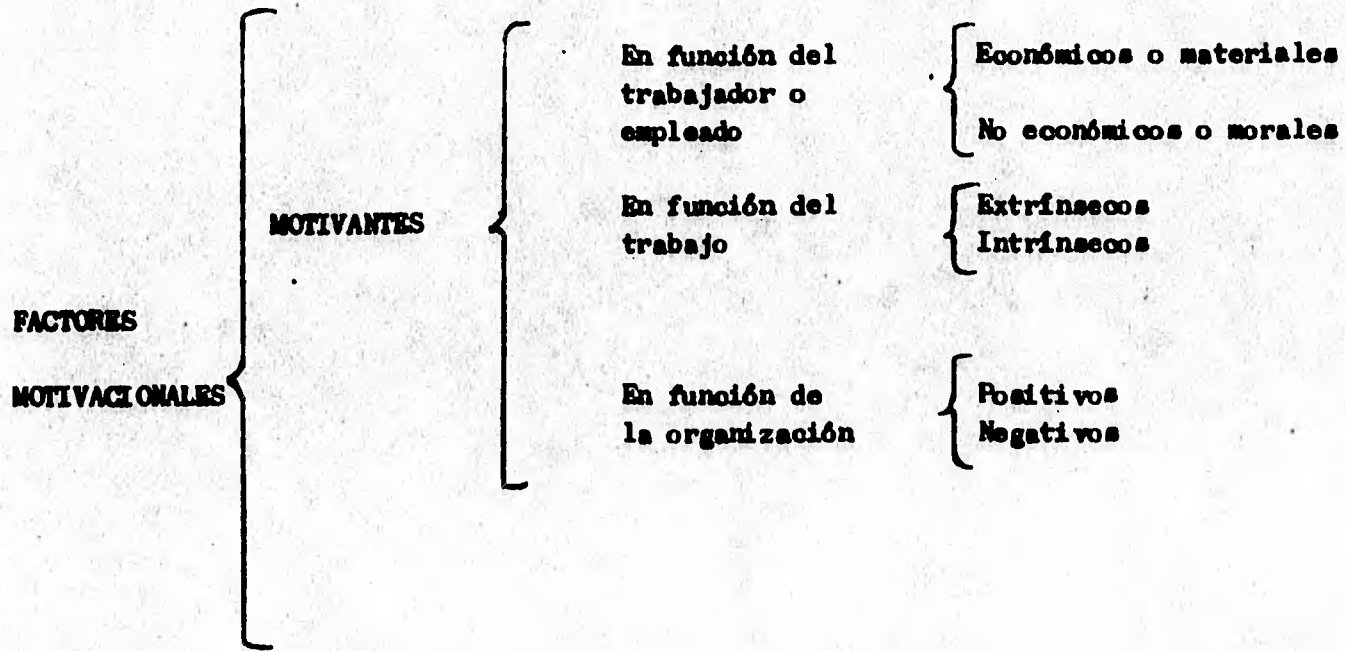 FACTORES
MOTIVACIONALES
MOTIVANTES
En función del
trabajador o
empleado
Económicos o materiales
No económicos o morales
En función del
trabajo
Extrínsecos
Intrínsecos
En función de
la organización
Positivos
Negativos